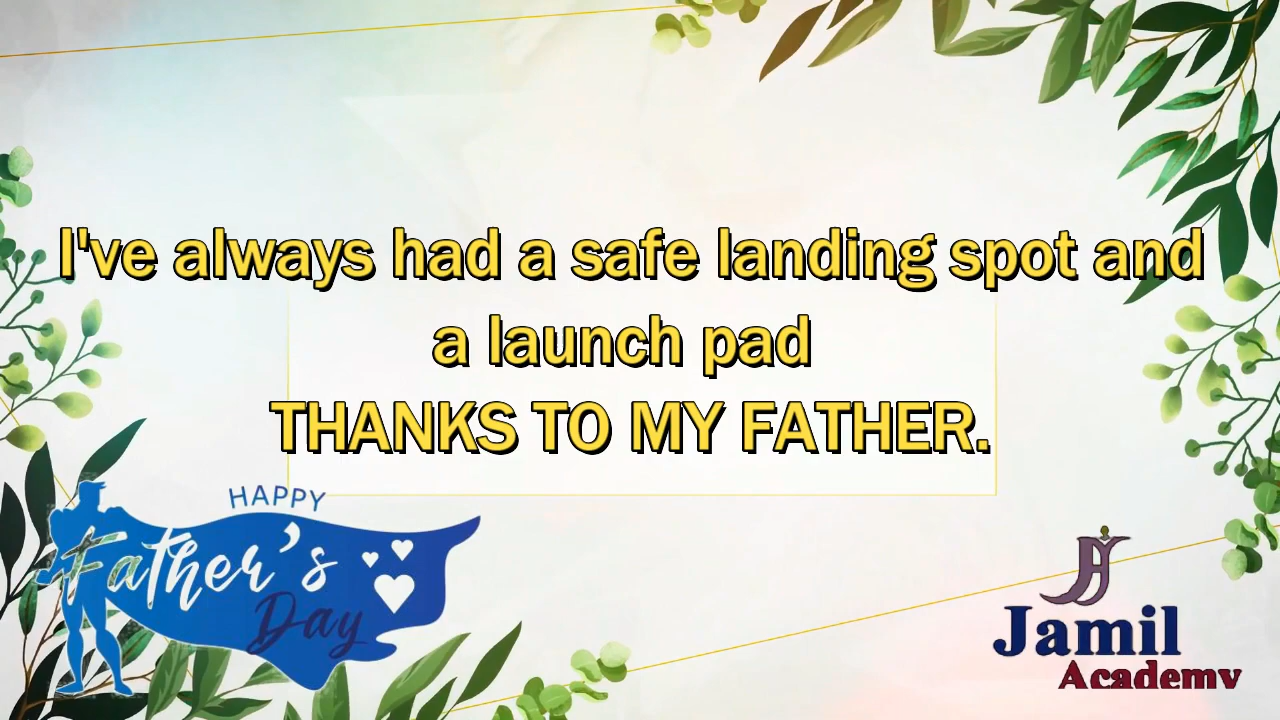 I've always had a safe landing spot and
a launch pad
THANKS TO MY FATHER.
HAPPY
Father's
Day
Jamil
Academy